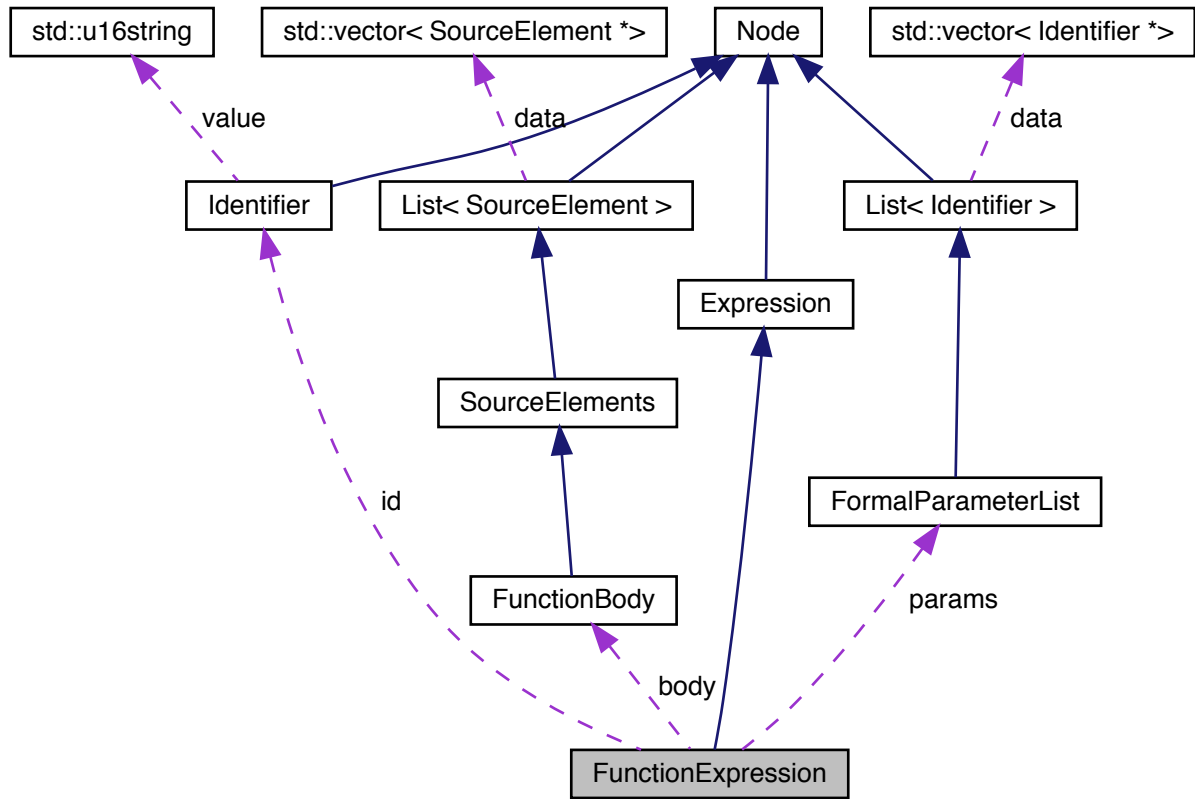 std::u16string
std::vector< SourceElement *>
Node
std::vector< Identifier *>
value
data
data
Identifier
List< SourceElement >
List< Identifier >
Expression
SourceElements
id
FormalParameterList
FunctionBody
params
body
FunctionExpression